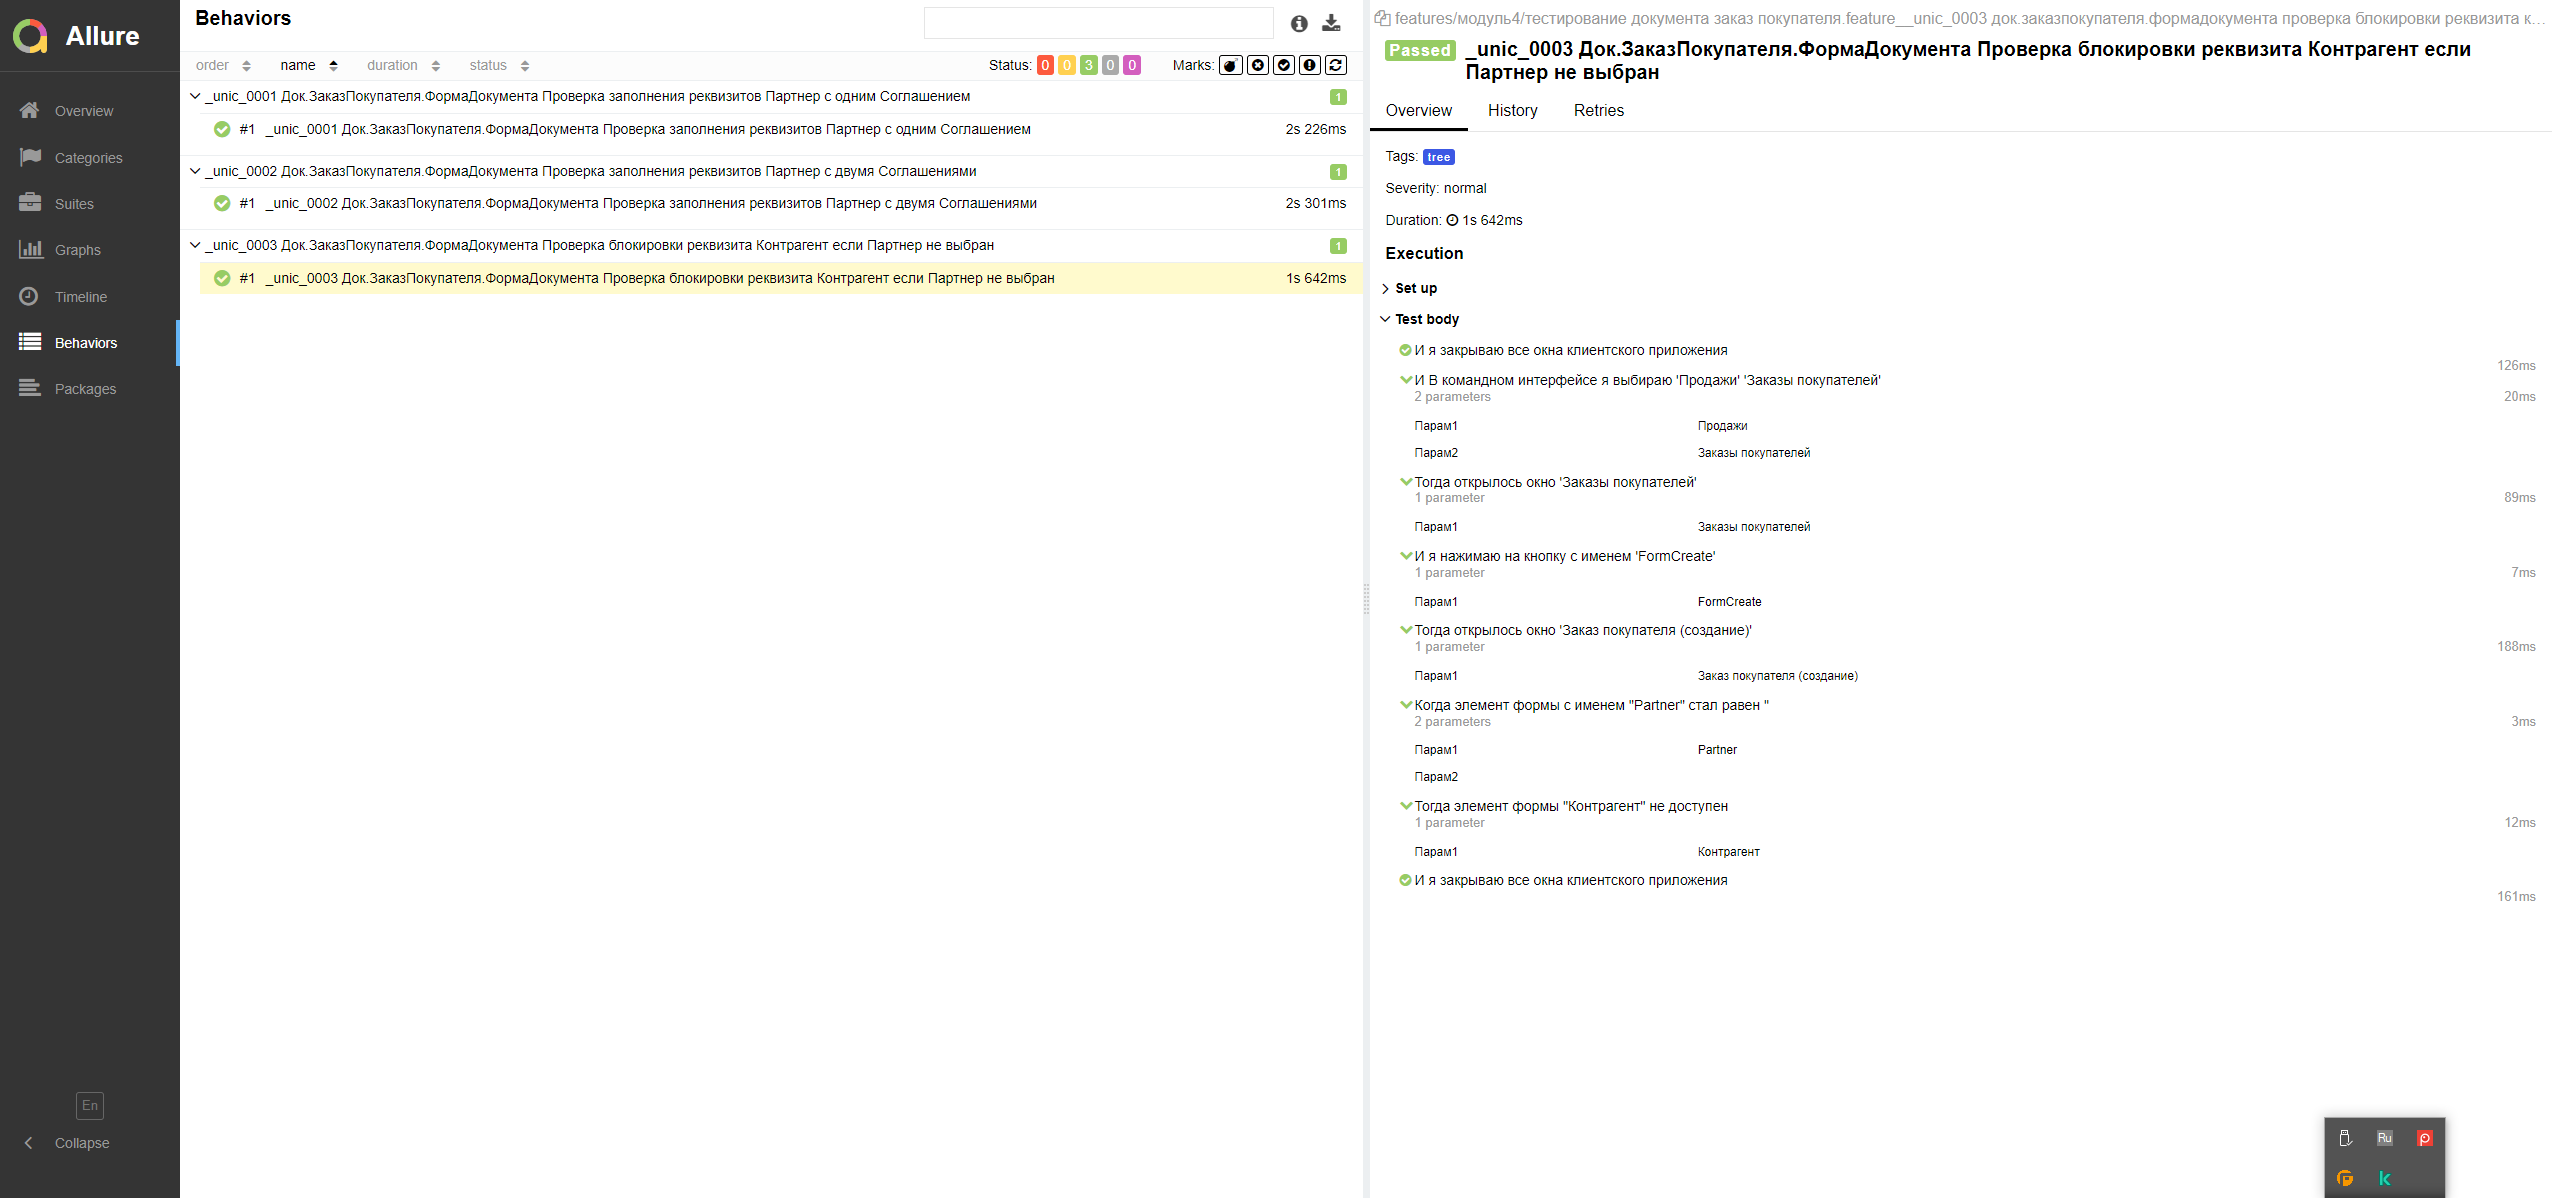 Allure
Overview
Categories
Suites
Graphs
Timeline
Behaviors
Packages
En
Collapse
Behaviors
order name duration status
Status: 0 0 3 0 0 Marks:
_unic_0001 Док.ЗаказПокупателя.ФормаДокумента Проверка заполнения реквизитов Партнер с одним Соглашением 1
#1 _unic_0001 Док.ЗаказПокупателя.ФормаДокумента Проверка заполнения реквизитов Партнер с одним Соглашением 2s 226ms
_unic_0002 Док.ЗаказПокупателя.ФормаДокумента Проверка заполнения реквизитов Партнер с двумя Соглашениями 1
#1 _unic_0002 Док.ЗаказПокупателя.ФормаДокумента Проверка заполнения реквизитов Партнер с двумя Соглашениями 2s 301ms
_unic_0003 Док.ЗаказПокупателя.ФормаДокумента Проверка блокировки реквизита Контрагент если Партнер не выбран 1
#1 _unic_0003 Док.ЗаказПокупателя.ФормаДокумента Проверка блокировки реквизита Контрагент если Партнер не выбран 1s 642ms
features/модуль4/тестирование документа заказ покупателя.feature__unic_0003 док.заказпокупателя.формадокумента проверка блокировки реквизита к...
Passed _unic_0003 Док.ЗаказПокупателя.ФормаДокумента Проверка блокировки реквизита Контрагент если
Партнер не выбран
Overview History Retries
Tags: tree
Severity: normal
Duration: 1s 642ms
Execution
Set up
Test body
И я закрываю все окна клиентского приложения
126ms
И В командном интерфейсе я выбираю 'Продажи' 'Заказы покупателей'
2 parameters 20ms
Парам1 Продажи
Парам2 Заказы покупателей
Тогда открылось окно 'Заказы покупателей'
1 parameter 89ms
Парам1 Заказы покупателей
И я нажимаю на кнопку с именем 'FormCreate'
1 parameter 7ms
Парам1 FormCreate
Тогда открылось окно 'Заказ покупателя (создание)'
1 parameter 188ms
Парам1 Заказ покупателя (создание)
Когда элемент формы с именем "Partner" стал равен ''
2 parameters 3ms
Парам1 Partner
Парам2
Тогда элемент формы "Контрагент" не доступен
1 parameter 12ms
Парам1 Контрагент
И я закрываю все окна клиентского приложения
161ms
Ru